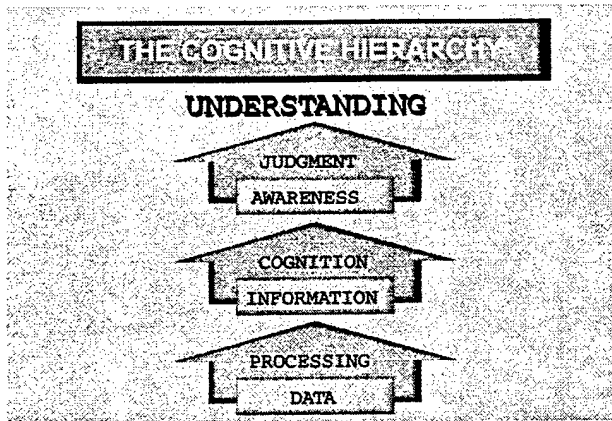 THE COGNITIVE HIERARCHY
UNDERSTANDING
JUDGMENT
AWARENESS
COGNITION
INFORMATION
PROCESSING
DATA